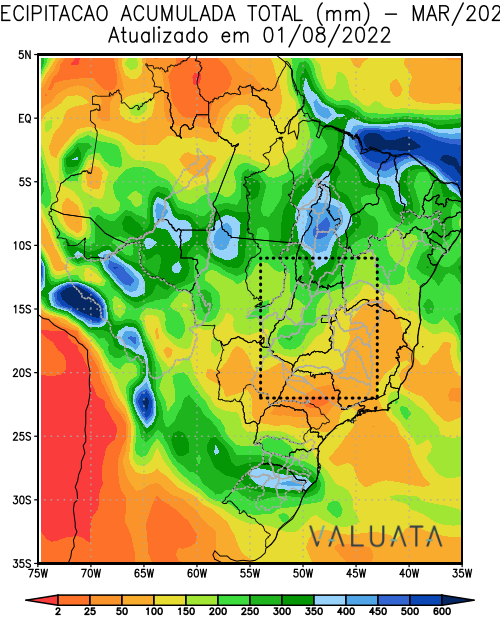 ECIPITACAO ACUMULADA TOTAL (mm) – MAR/202
Atualizado em 01/08/2022
5N
EQ
5S
10S
15S
20S
25S
30S
35S
75W 70W 65W 60W 55W 50W 45W 40W 35W
VALUATA
2 25 50 100 150 200 250 300 350 400 450 500 600